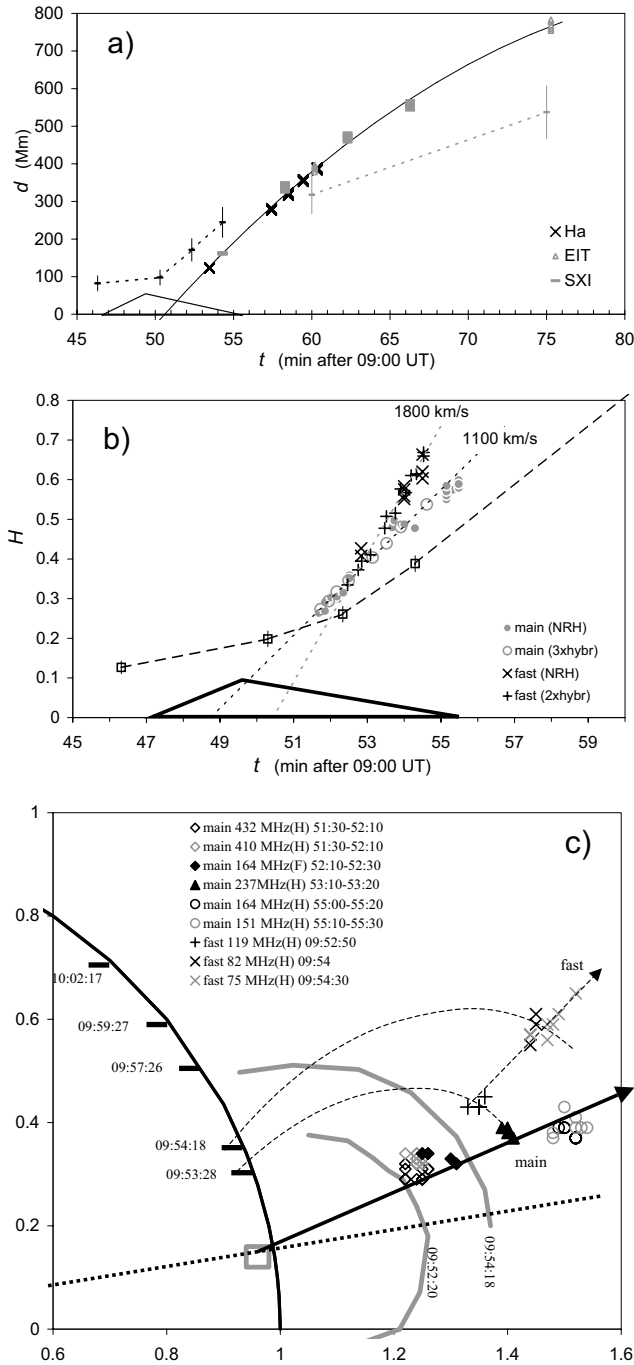 a)
800
700
600
500
400
300
200
100
0
d (Mm)
Ha
EIT
SXI
45 50 55 60 65 70 75 80
t (min after 09:00 UT)
b)
0.8
0.7
0.6
0.5
0.4
0.3
0.2
0.1
0
H
1800 km/s
1100 km/s
main (NRH)
main (3xhybr)
fast (NRH)
fast (2xhybr)
45 47 49 51 53 55 57 59
t (min after 09:00 UT)
c)
1
0.8
0.6
0.4
0.2
0
main 432 MHz(H) 51:30-52:10
main 410 MHz(H) 51:30-52:10
main 164 MHz(F) 52:10-52:30
main 237MHz(H) 53:10-53:20
main 164 MHz(H) 55:00-55:20
main 151 MHz(H) 55:10-55:30
fast 119 MHz(H) 09:52:50
fast 82 MHz(H) 09:54
fast 75 MHz(H) 09:54:30
10:02:17
09:59:27
09:57:26
09:54:18
09:53:28
fast
main
09:52:20
09:54:18
0.6 0.8 1 1.2 1.4 1.6